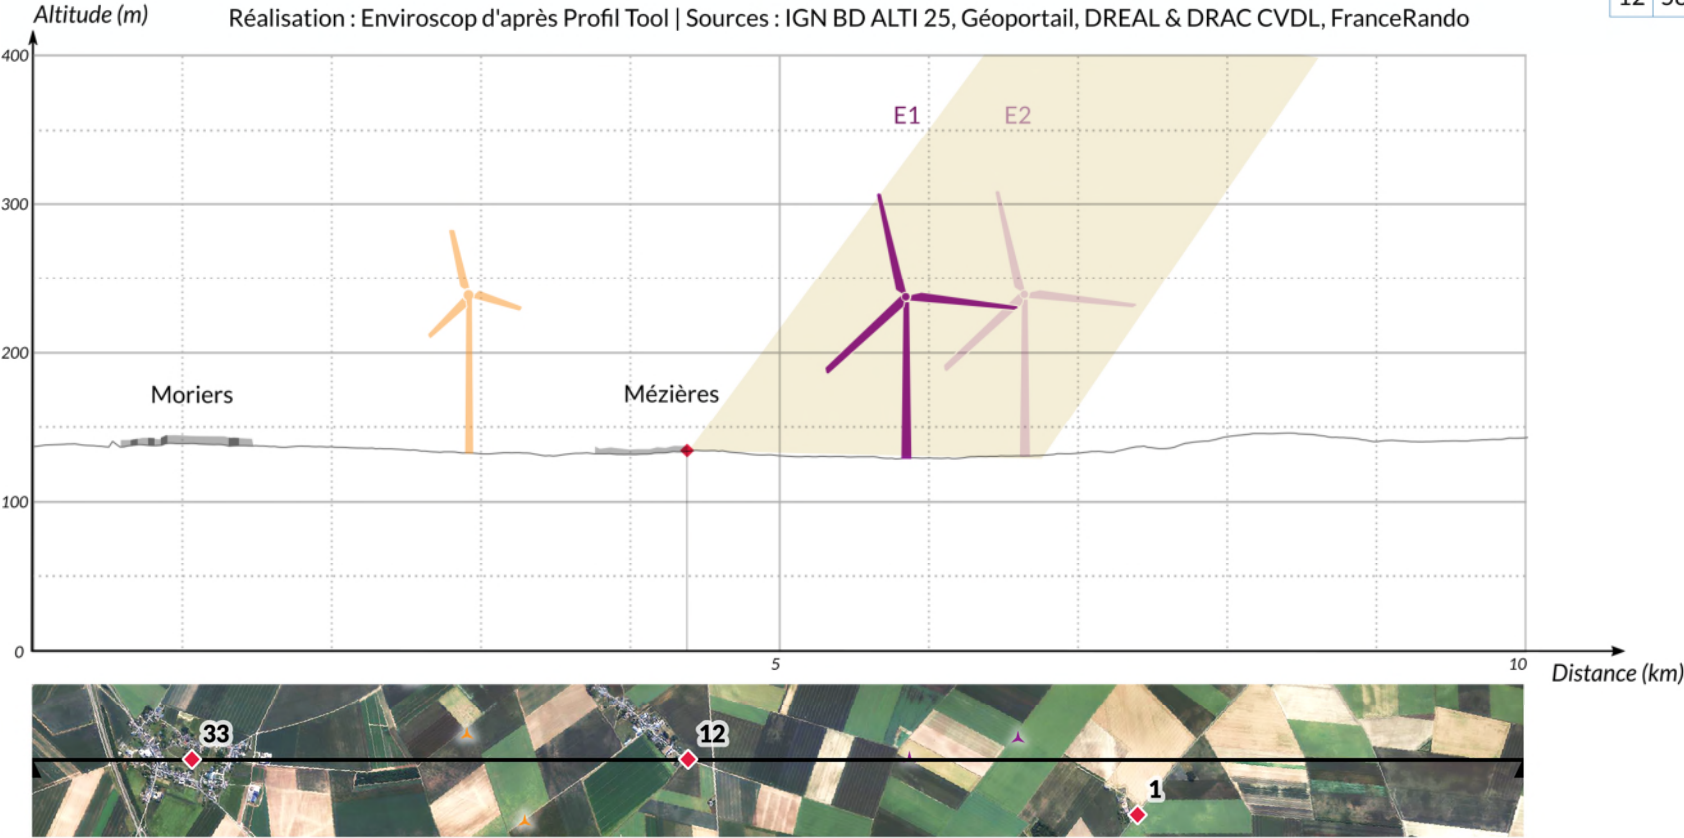 Altitude (m)
Réalisation : Enviroscop d'après Profil Tool | Sources : IGN BD ALTI 25, Géoportail, DREAL & DRAC CVDL, FranceRando
12
400
E1
E2
300
200
Moriers
Mézières
100
0
5
10
Distance (km)
33
12
1